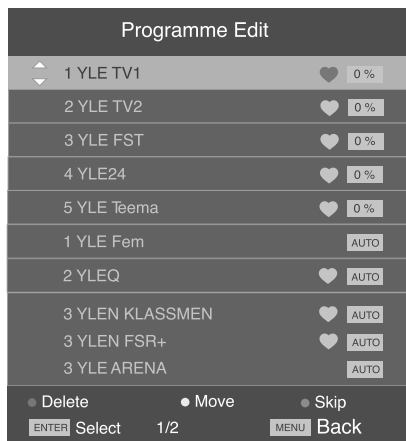 Programme Edit
1 YLE TV1 0 %
2 YLE TV2 0 %
3 YLE FST 0 %
4 YLE24 0 %
5 YLE Teema 0 %
1 YLE Fem AUTO
2 YLEQ AUTO
3 YLEN KLASSMEN AUTO
3 YLEN FSR+ AUTO
3 YLE ARENA AUTO
Delete Move Skip
ENTER Select 1/2 MENU Back